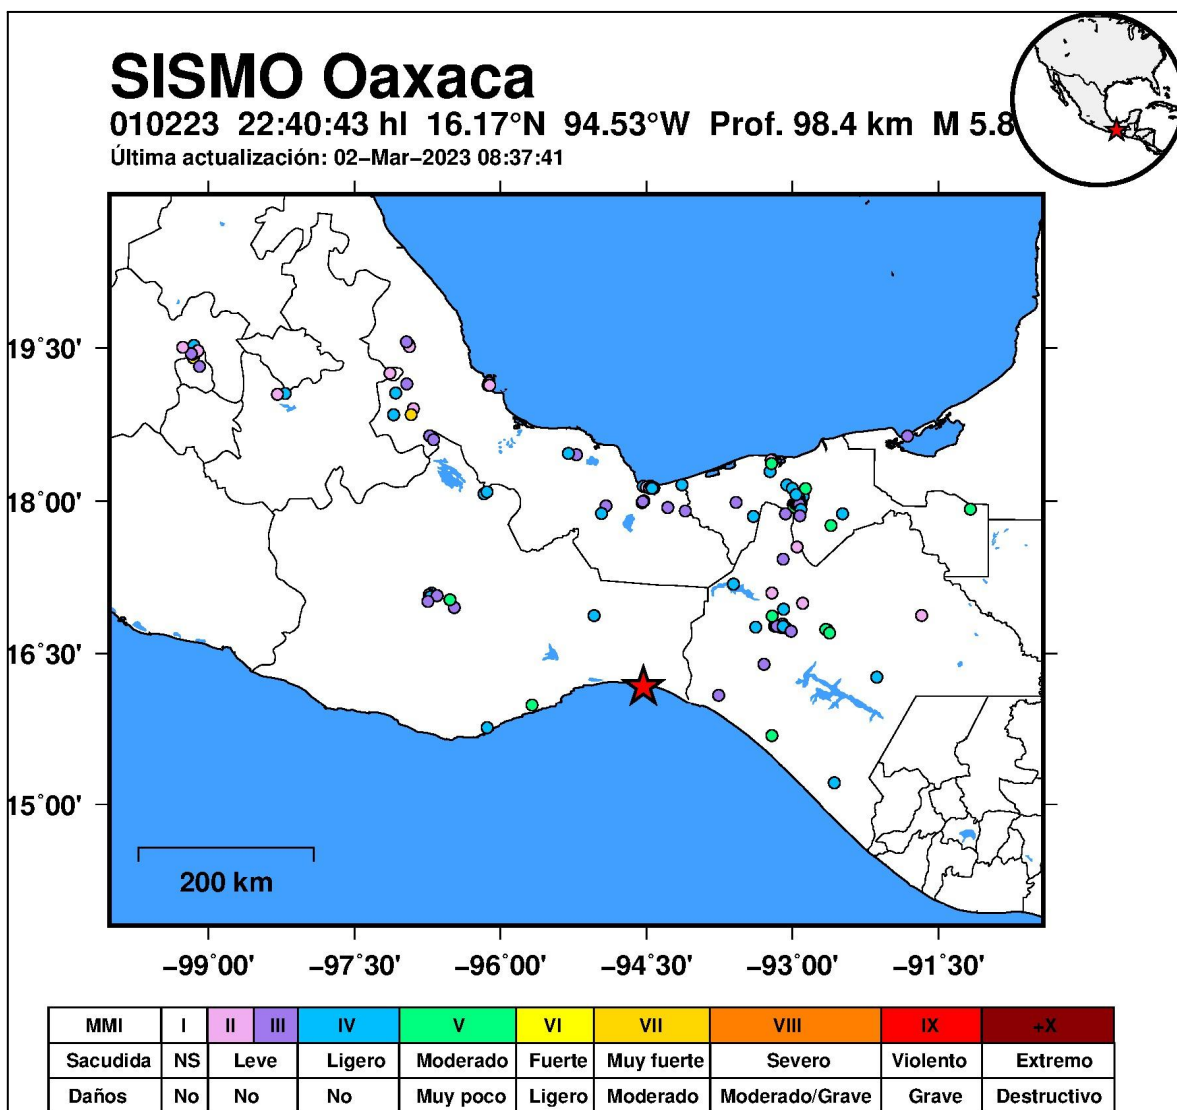 SISMO Oaxaca
010223 22:40:43 hl 16.17°N 94.53°W Prof. 98.4 km M 5.8
Última actualización: 02−Mar−2023 08:37:41
19˚30'
18˚00'
16˚30'
15˚00'
200 km
−99˚00' −97˚30' −96˚00' −94˚30' −93˚00' −91˚30'
MMI I II III IV V VI VII VIII IX +X
Sacudida NS Leve Ligero Moderado Fuerte Muy fuerte Severo Violento Extremo
Daños No No No Muy poco Ligero Moderado Moderado/Grave Grave Destructivo